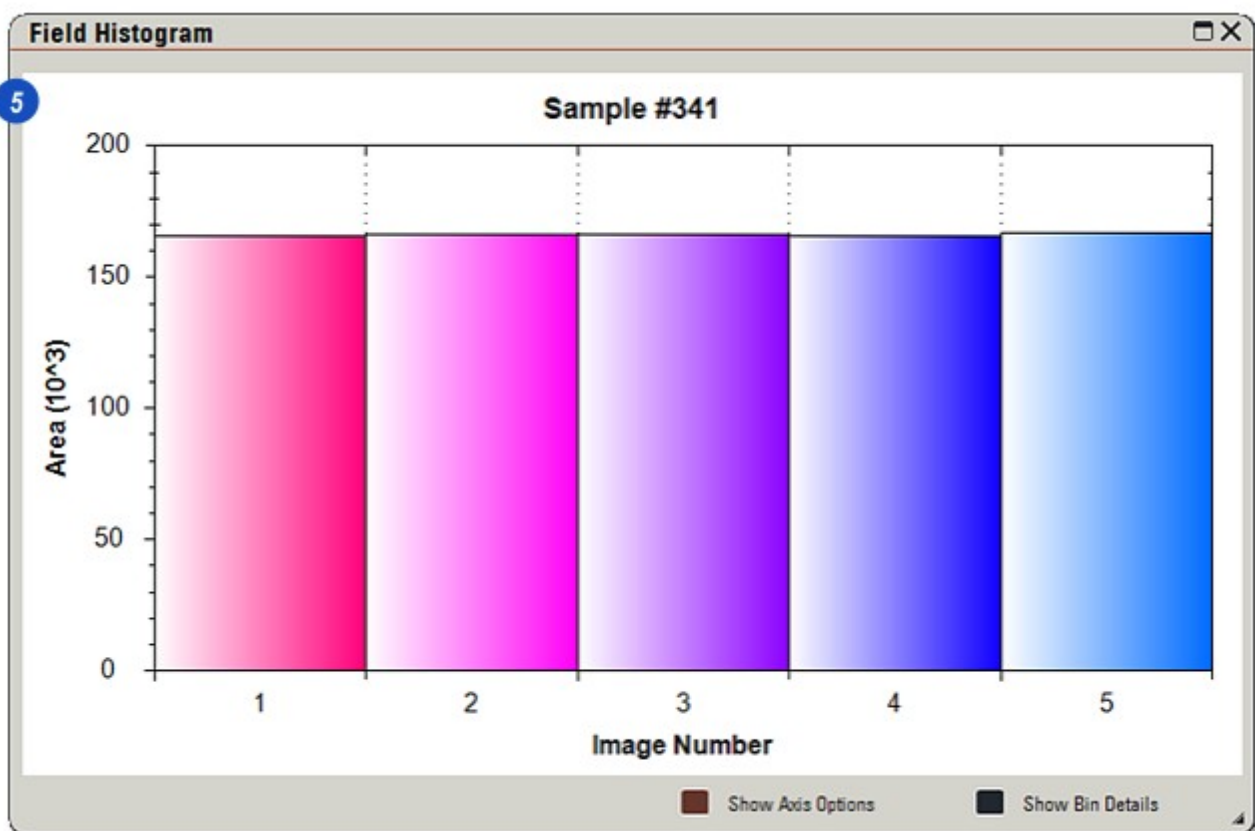 Field Histogram
5
Sample #341
200
150
100
50
0
Area (10^3)
1 2 3 4 5
Image Number
Show Axis Options Show Bin Details